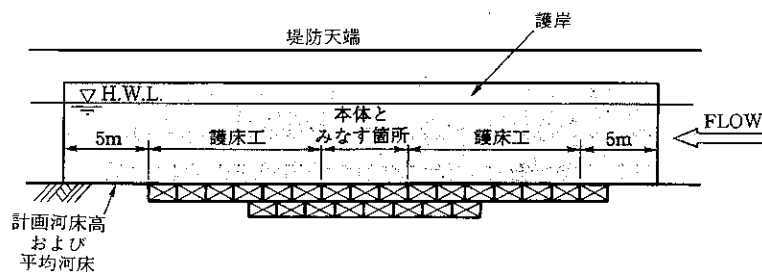 護岸
堤防天端
H.W.L.
本体と
みなす箇所
FLOW
5m
護床工
護床工
5m
計画河床高
および
平均河床